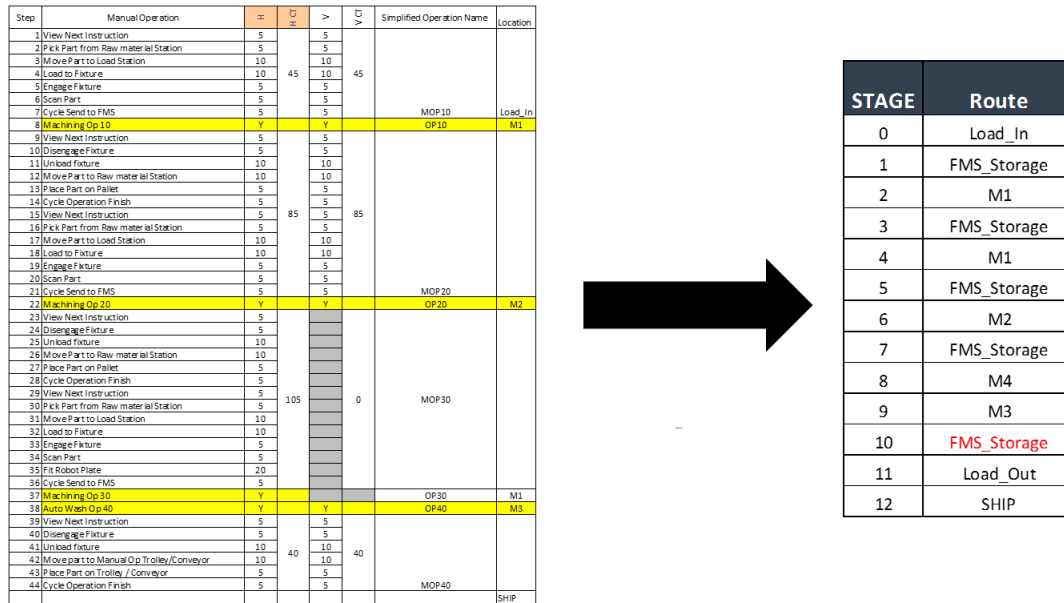 Step Manual Operation H H CT V V CT Simplified Operation Name Location
1 View Next Instruction 5 5
2 Pick Part from Raw material Station 5 5
3 Move Part to Load Station 10 10
4 Load to Fixture 10 45 10 45
5 Engage Fixture 5 5
6 Scan Part 5 5
7 Cycle Send to FMS 5 5 MOP10 Load_In
8 Machining Op 10 Y Y OP10 M1
9 View Next Instruction 5 5
10 Disengage Fixture 5 5
11 Unload fixture 10 10
12 Move Part to Raw material Station 10 10
13 Place Part on Pallet 5 5
14 Cycle Operation Finish 5 5
15 View Next Instruction 5 85 5 85
16 Pick Part from Raw material Station 5 5
17 Move Part to Load Station 10 10
18 Load to Fixture 10 10
19 Engage Fixture 5 5
20 Scan Part 5 5
21 Cycle Send to FMS 5 5 MOP20
22 Machining Op 20 Y Y OP20 M2
23 View Next Instruction 5
24 Disengage Fixture 5
25 Unload fixture 10
26 Move Part to Raw material Station 10
27 Place Part on Pallet 5
28 Cycle Operation Finish 5
29 View Next Instruction 5 105 0 MOP30
30 Pick Part from Raw material Station 5
31 Move Part to Load Station 10
32 Load to Fixture 10
33 Engage Fixture 5
34 Scan Part 5
35 Fit Robot Plate 20
36 Cycle Send to FMS 5
37 Machining Op 30 Y OP30 M1
38 Auto Wash Op 40 Y Y OP40 M3
39 View Next Instruction 5 5
40 Disengage Fixture 5 5
41 Unload fixture 10 40 10 40
42 Move part to Manual Op Trolley/Conveyor 10 10
43 Place Part on Trolley / Conveyor 5 5
44 Cycle Operation Finish 5 5 MOP40
SHIP
STAGE Route
0 Load_In
1 FMS_Storage
2 M1
3 FMS_Storage
4 M1
5 FMS_Storage
6 M2
7 FMS_Storage
8 M4
9 M3
10 FMS_Storage
11 Load_Out
12 SHIP